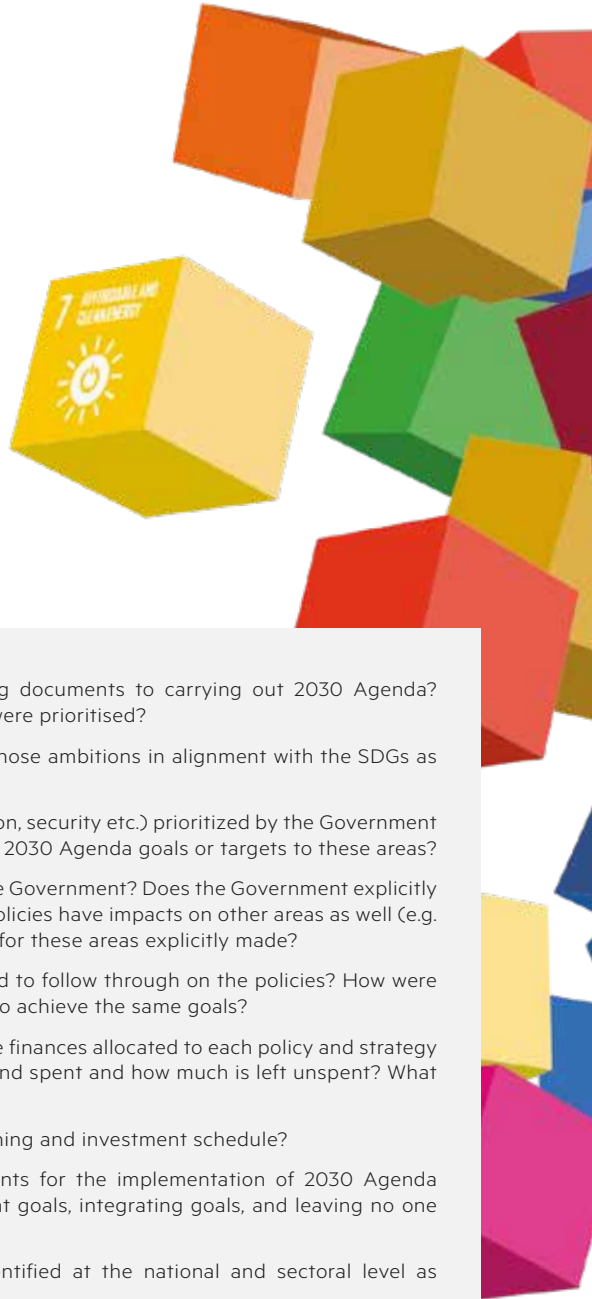 7 AFFORDABLE AND
CLEAN ENERGY
g documents to carrying out 2030 Agenda?
were prioritised?
hose ambitions in alignment with the SDGs as
on, security etc.) prioritized by the Government
2030 Agenda goals or targets to these areas?
e Government? Does the Government explicitly
olicies have impacts on other areas as well (e.g.
for these areas explicitly made?
d to follow through on the policies? How were
o achieve the same goals?
e finances allocated to each policy and strategy
nd spent and how much is left unspent? What
ning and investment schedule?
nts for the implementation of 2030 Agenda
t goals, integrating goals, and leaving no one
entified at the national and sectoral level as